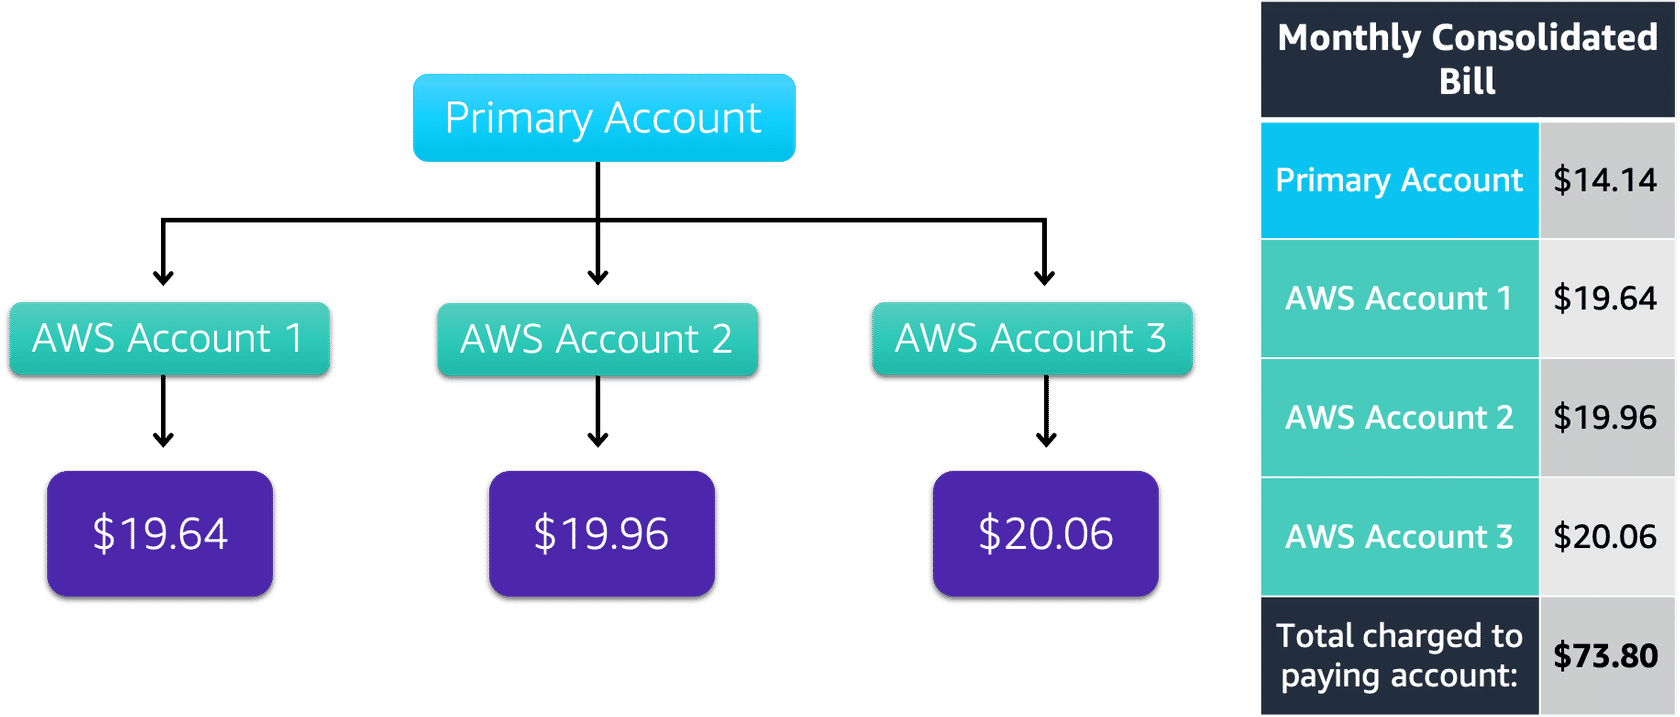 Primary Account
AWS Account 1
AWS Account 2
AWS Account 3
$19.64
$19.96
$20.06
Monthly Consolidated
Bill
Primary Account $14.14
AWS Account 1 $19.64
AWS Account 2 $19.96
AWS Account 3 $20.06
Total charged to
paying account: $73.80